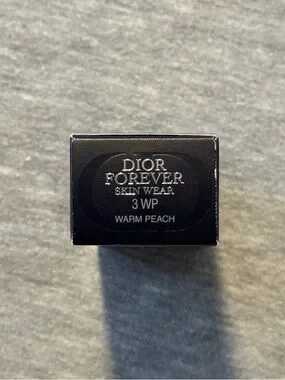 DIOR
FOREVER
SKIN WEAR
3 WP
WARM PEACH